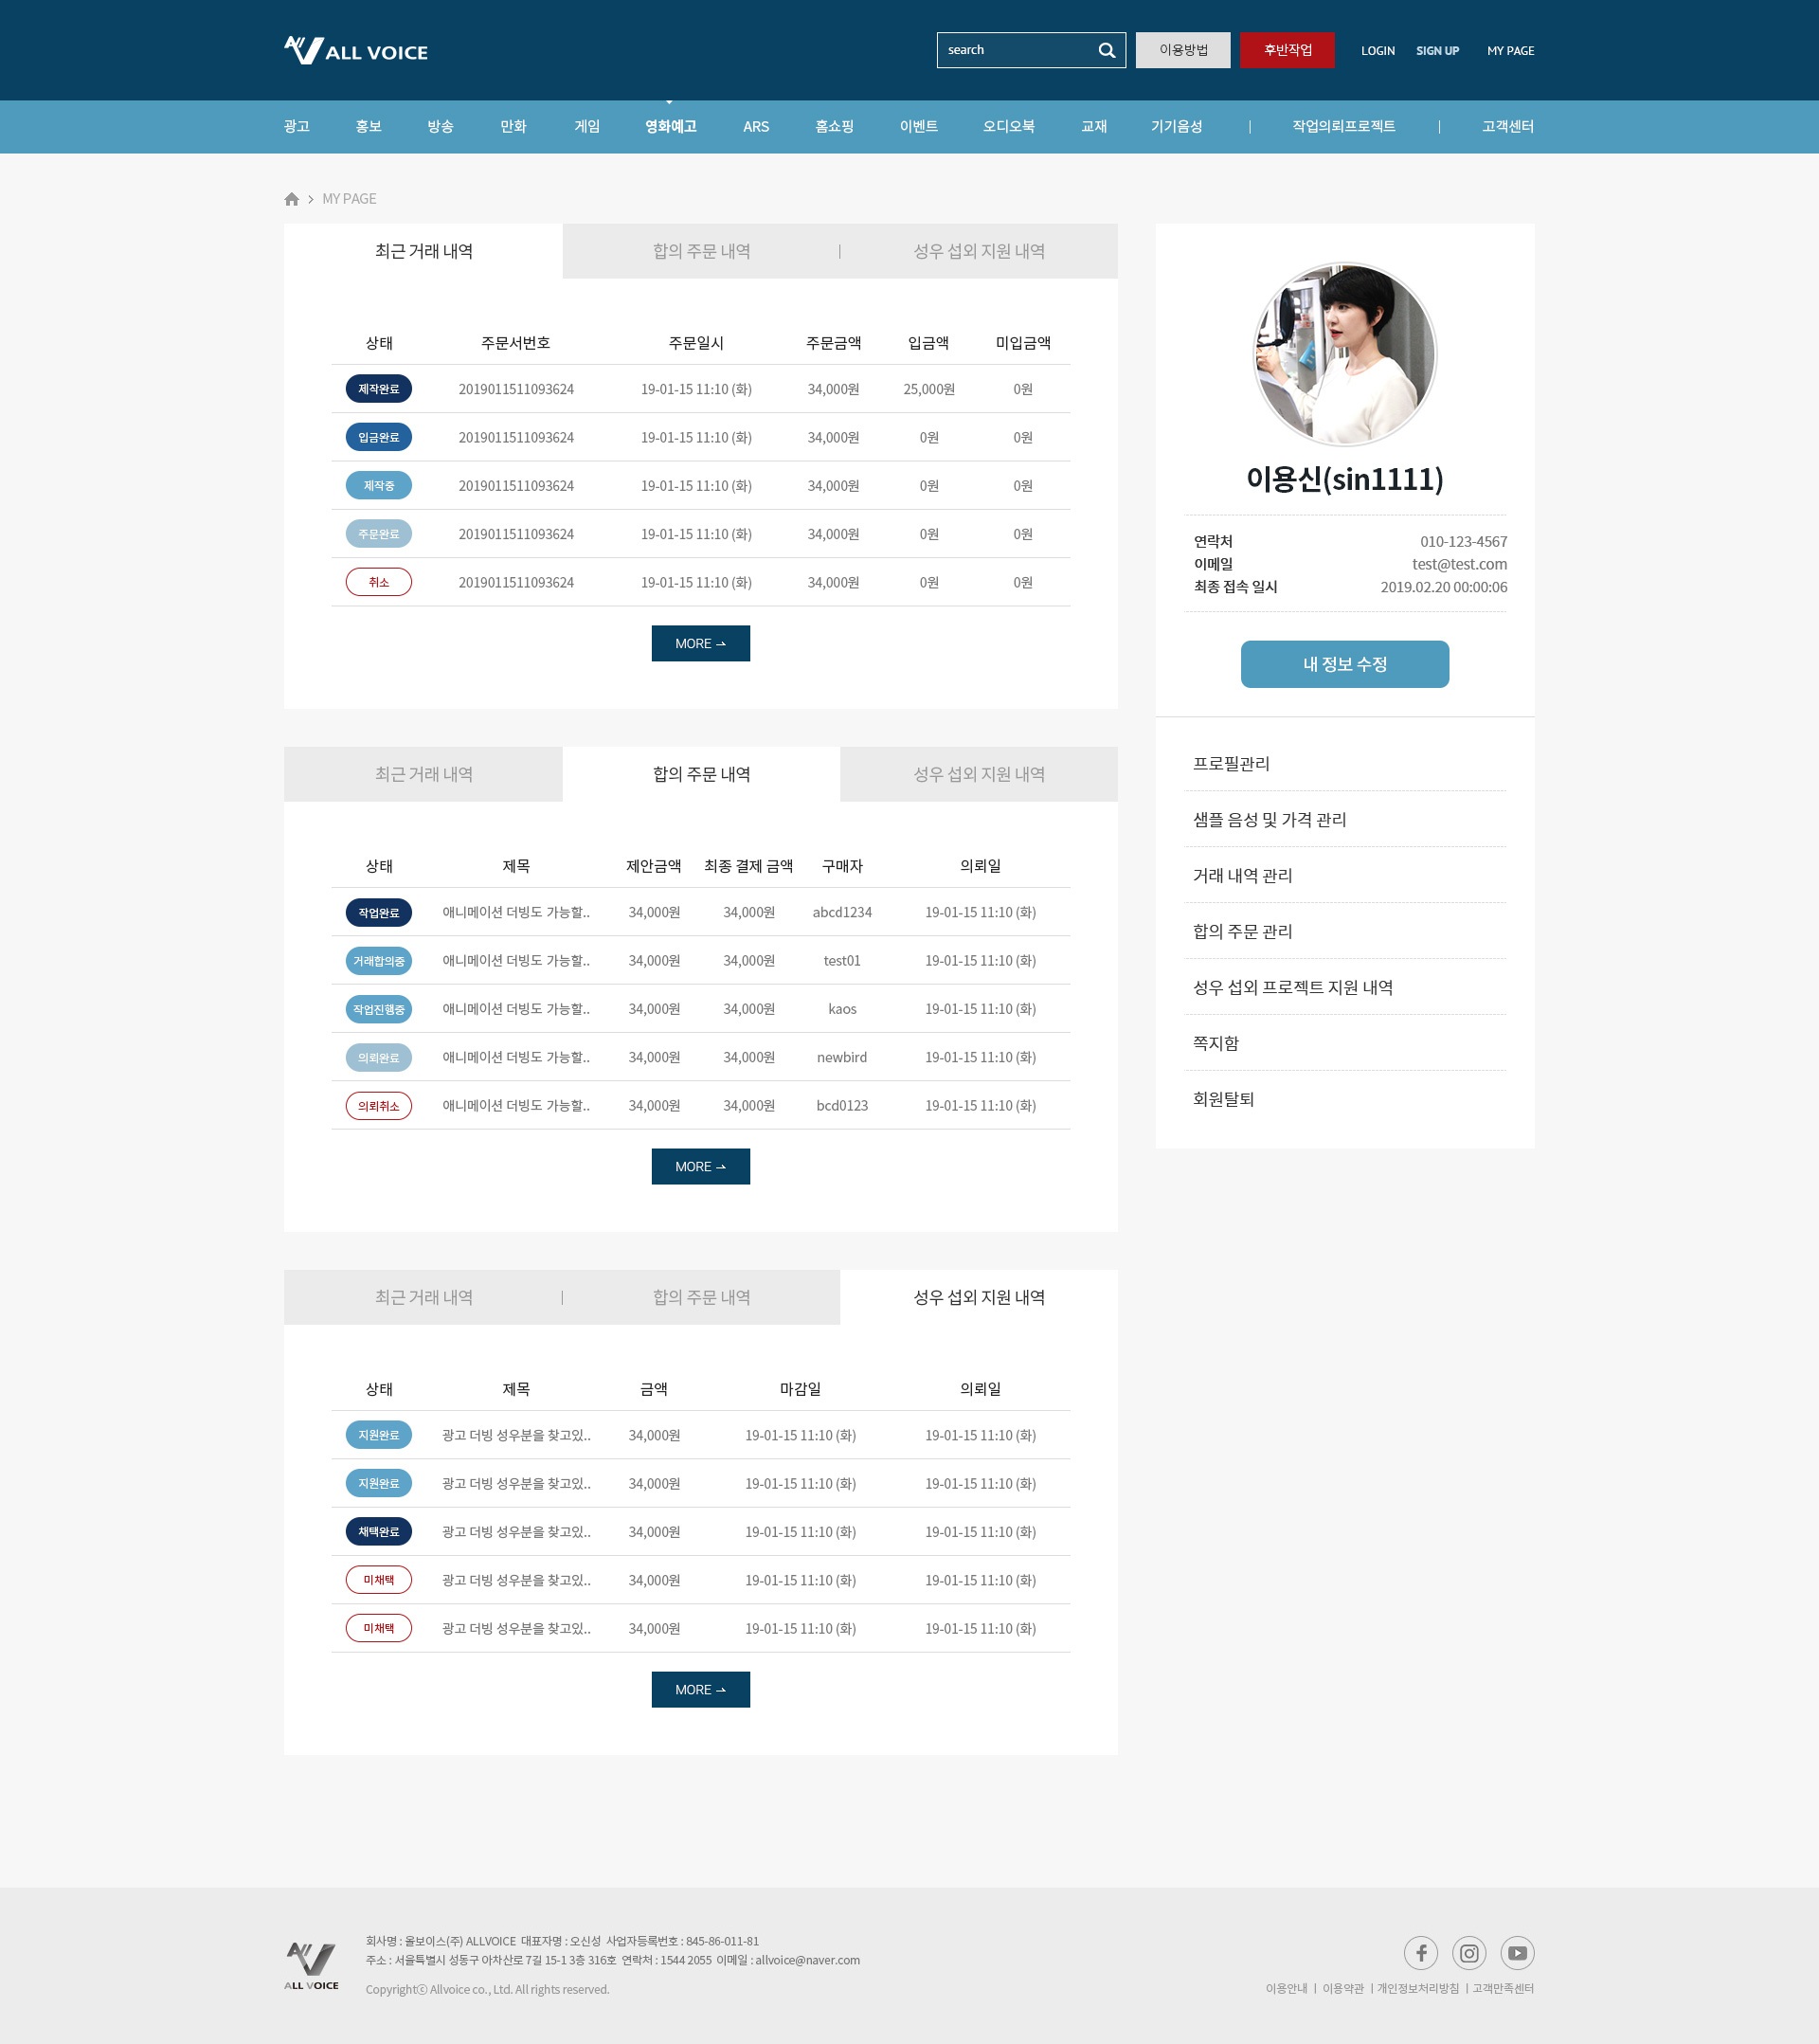 ALL VOICE
search
이용방법
후반작업
LOGIN
SIGN UP
MY PAGE
광고 홍보 방송 만화 게임 영화예고 ARS 홈쇼핑 이벤트 오디오북 교재 기기음성 | 작업의뢰프로젝트 | 고객센터
> MY PAGE
최근 거래 내역 합의 주문 내역 | 성우 섭외 지원 내역
상태 주문서번호 주문일시 주문금액 입금액 미입금액
제작완료 2019011511093624 19-01-15 11:10 (화) 34,000원 25,000원 0원
입금완료 2019011511093624 19-01-15 11:10 (화) 34,000원 0원 0원
제작중 2019011511093624 19-01-15 11:10 (화) 34,000원 0원 0원
주문완료 2019011511093624 19-01-15 11:10 (화) 34,000원 0원 0원
취소 2019011511093624 19-01-15 11:10 (화) 34,000원 0원 0원
MORE
이용신(sin1111)
연락처 010-123-4567
이메일 test@test.com
최종 접속 일시 2019.02.20 00:00:06
내 정보 수정
프로필관리
샘플 음성 및 가격 관리
거래 내역 관리
합의 주문 관리
성우 섭외 프로젝트 지원 내역
쪽지함
회원탈퇴
최근 거래 내역 합의 주문 내역 성우 섭외 지원 내역
상태 제목 제안금액 최종 결제 금액 구매자 의뢰일
작업완료 애니메이션 더빙도 가능할.. 34,000원 34,000원 abcd1234 19-01-15 11:10 (화)
거래합의중 애니메이션 더빙도 가능할.. 34,000원 34,000원 test01 19-01-15 11:10 (화)
작업진행중 애니메이션 더빙도 가능할.. 34,000원 34,000원 kaos 19-01-15 11:10 (화)
의뢰완료 애니메이션 더빙도 가능할.. 34,000원 34,000원 newbird 19-01-15 11:10 (화)
의뢰취소 애니메이션 더빙도 가능할.. 34,000원 34,000원 bcd0123 19-01-15 11:10 (화)
MORE
최근 거래 내역 | 합의 주문 내역 성우 섭외 지원 내역
상태 제목 금액 마감일 의뢰일
지원완료 광고 더빙 성우분을 찾고있.. 34,000원 19-01-15 11:10 (화) 19-01-15 11:10 (화)
지원완료 광고 더빙 성우분을 찾고있.. 34,000원 19-01-15 11:10 (화) 19-01-15 11:10 (화)
채택완료 광고 더빙 성우분을 찾고있.. 34,000원 19-01-15 11:10 (화) 19-01-15 11:10 (화)
미채택 광고 더빙 성우분을 찾고있.. 34,000원 19-01-15 11:10 (화) 19-01-15 11:10 (화)
미채택 광고 더빙 성우분을 찾고있.. 34,000원 19-01-15 11:10 (화) 19-01-15 11:10 (화)
MORE
ALL VOICE
회사명 : 올보이스(주) ALLVOICE 대표자명 : 오신성 사업자등록번호 : 845-86-011-81
주소 : 서울특별시 성동구 아차산로 7길 15-1 3층 316호 연락처 : 1544 2055 이메일 : allvoice@naver.com
Copyrightⓒ Allvoice co., Ltd. All rights reserved.
이용안내 | 이용약관 | 개인정보처리방침 | 고객만족센터